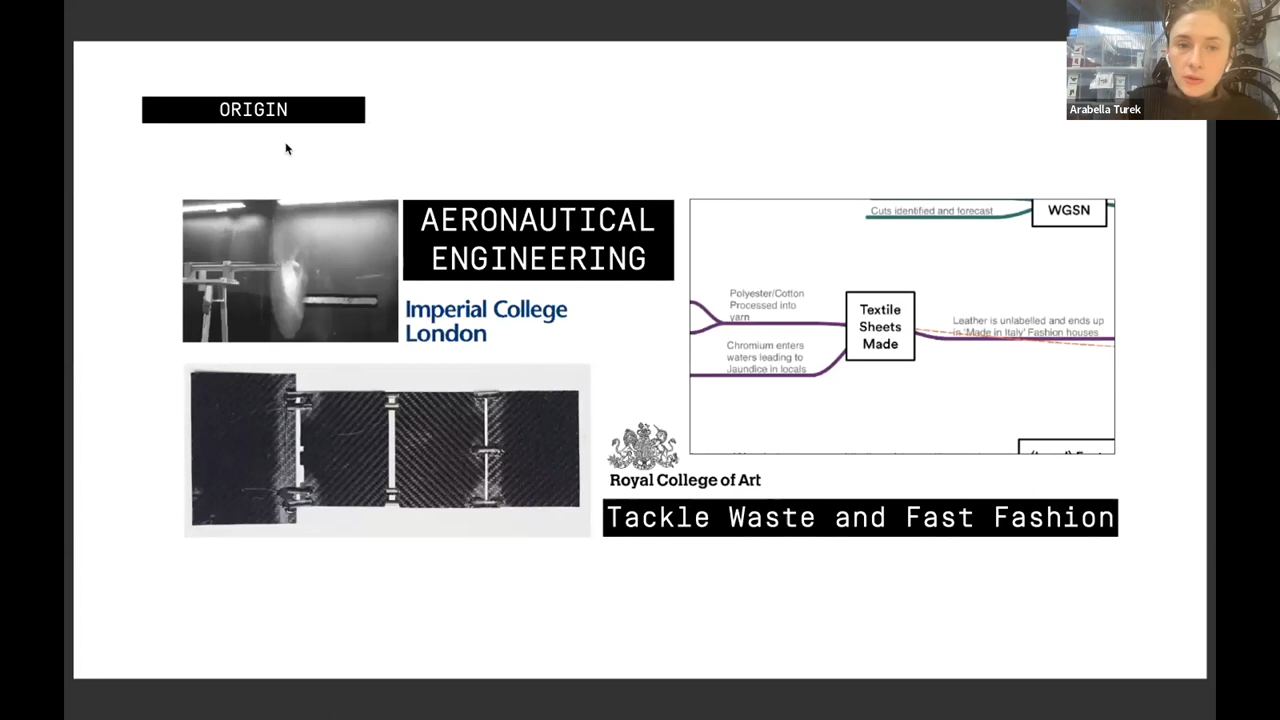 Arabella Turek
ORIGIN
AERONAUTICAL
ENGINEERING
Imperial College
London
Cuts identified and forecast
WGSN
Polyester/Cotton
Processed into
yarn
Textile
Sheets
Made
Leather is unlabelled and ends up
in 'Made in Italy' Fashion houses
Chromium enters
waters leading to
Jaundice in locals
Royal College of Art
Tackle Waste and Fast Fashion